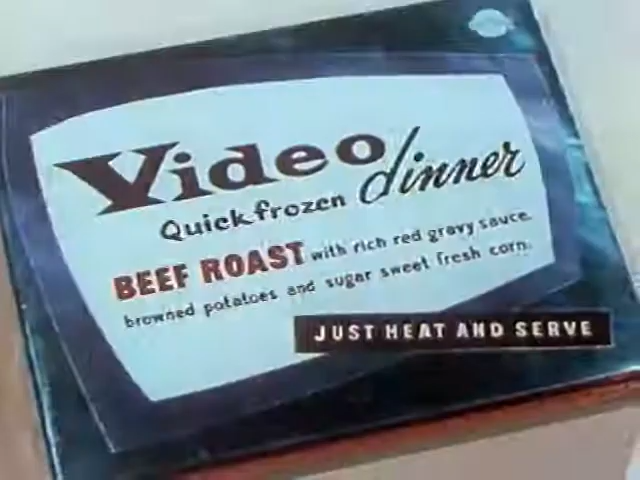 Video dinner
Quick frozen
BEEF ROAST with rich red gravy sauce.
browned potatoes and sugar sweet fresh corn.
JUST HEAT AND SERVE